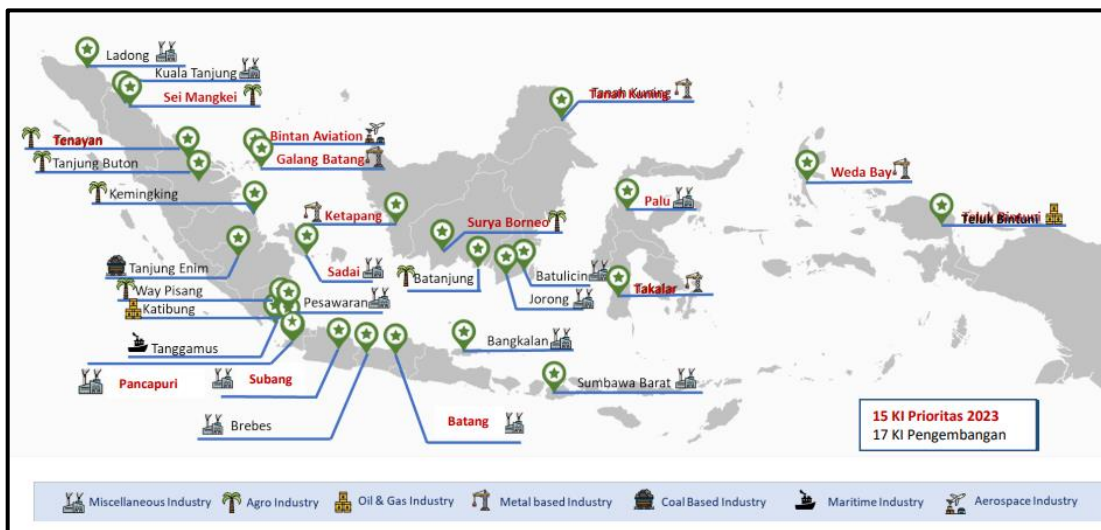 Ladong
Kuala Tanjung
Sei Mangkei
Tanah Kuning
Tenayan
Bintan Aviation
Tanjung Buton
Galang Batang
Weda Bay
Kemingking
Ketapang
Surya Borneo
Palu
Teluk Bintuni
Tanjung Enim
Sadai
Batanjung
Batulicin
Takalar
Way Pisang
Pesawaran
Jorong
Katibung
Tanggamus
Bangkalan
Pancapuri
Subang
Sumbawa Barat
Brebes
Batang
15 KI Prioritas 2023
17 KI Pengembangan
Miscellaneous Industry
Agro Industry
Oil & Gas Industry
Metal based Industry
Coal Based Industry
Maritime Industry
Aerospace Industry